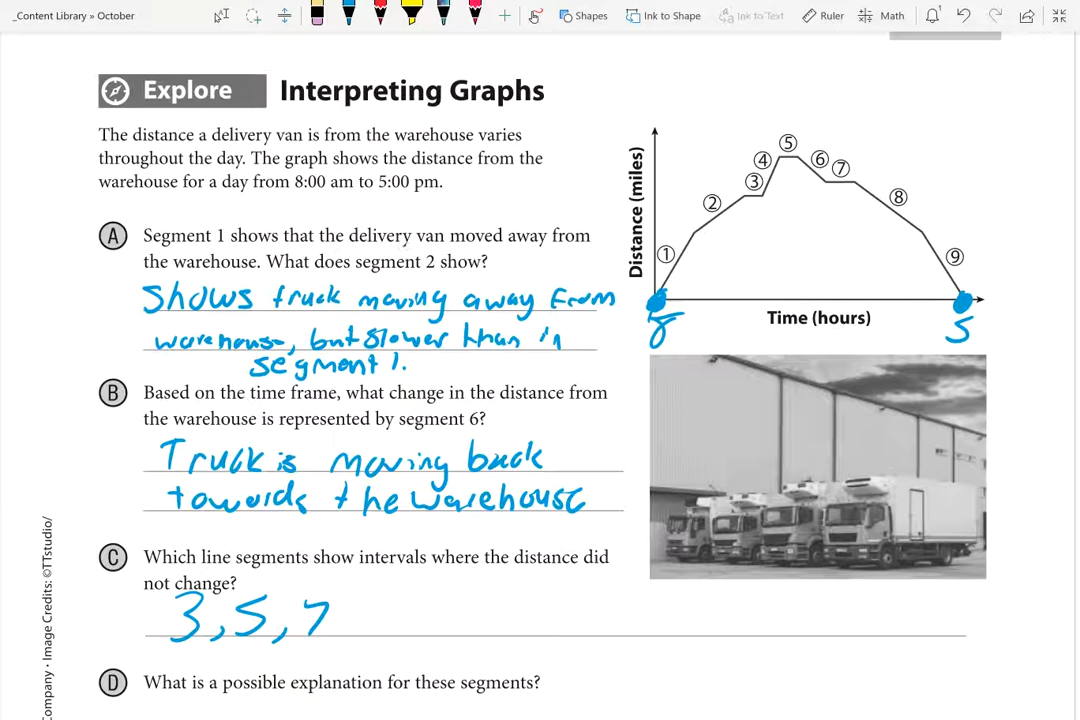 _Content Library » October
Shapes
Ink to Shape
Ink to Text
Ruler
Math
Explore Interpreting Graphs
The distance a delivery van is from the warehouse varies
throughout the day. The graph shows the distance from the
warehouse for a day from 8:00 am to 5:00 pm.
A Segment 1 shows that the delivery van moved away from
the warehouse. What does segment 2 show?
Shows truck moving away From
warehouse, but slower than in
segment 1.
B Based on the time frame, what change in the distance from
the warehouse is represented by segment 6?
Truck is moving back
towards the warehouse
C Which line segments show intervals where the distance did
not change?
3, 5, 7
D What is a possible explanation for these segments?
Distance (miles)
1
2
3
4
5
6
7
8
9
Time (hours)
8
5
Company • Image Credits: ©TTstudio/